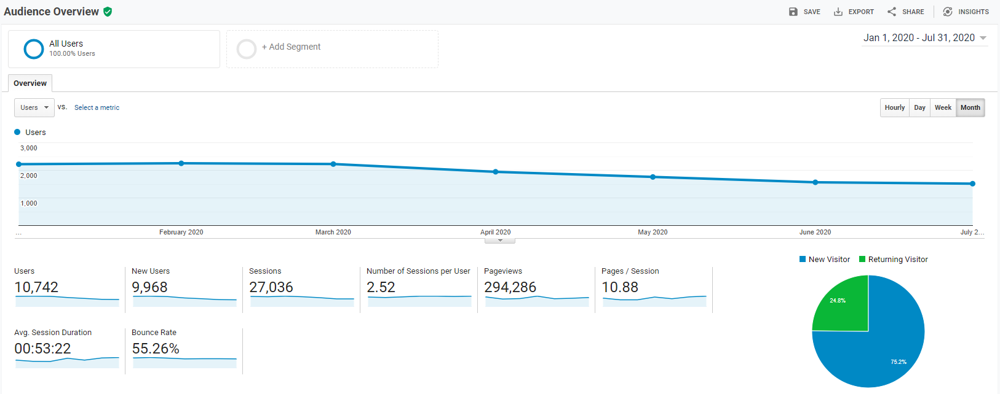 Audience Overview
SAVE
EXPORT
SHARE
INSIGHTS
All Users
100.00% Users
+ Add Segment
Jan 1, 2020 - Jul 31, 2020
Overview
Users
VS.
Select a metric
Hourly
Day
Week
Month
Users
3,000
2,000
1,000
...
February 2020
March 2020
April 2020
May 2020
June 2020
July 2...
Users
10,742
New Users
9,968
Sessions
27,036
Number of Sessions per User
2.52
Pageviews
294,286
Pages / Session
10.88
Avg. Session Duration
00:53:22
Bounce Rate
55.26%
New Visitor
Returning Visitor
24.8%
75.2%